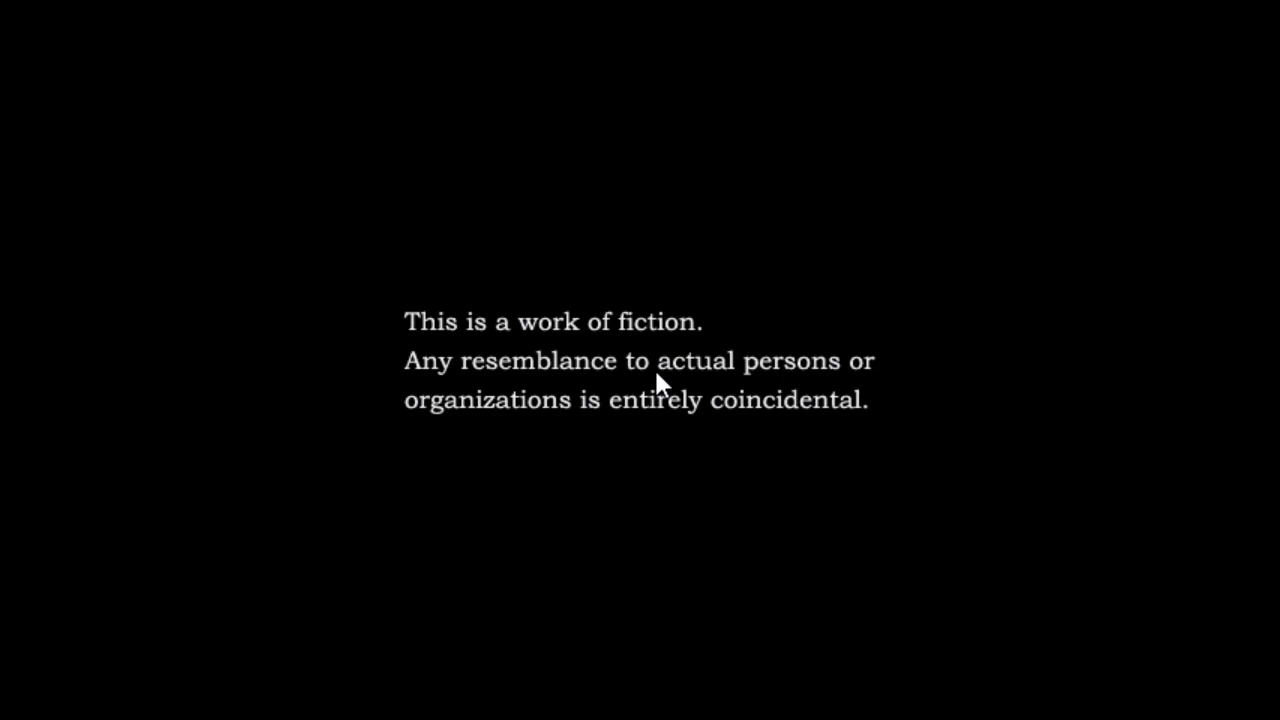 This is a work of fiction.
Any resemblance to actual persons or
organizations is entirely coincidental.